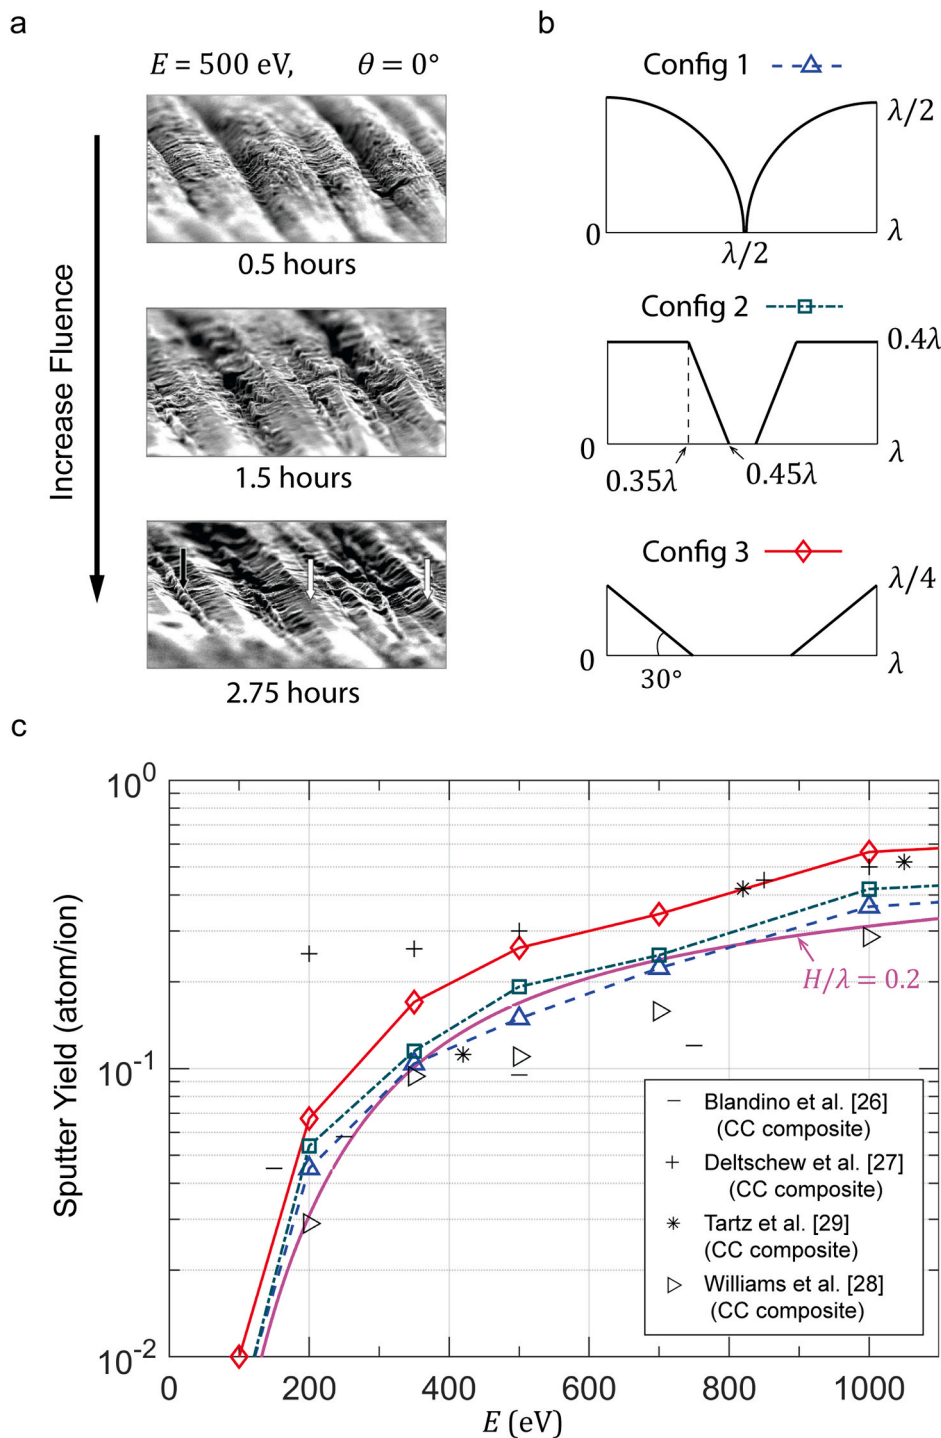 a
E = 500 eV, θ = 0°
Increase Fluence
0.5 hours
1.5 hours
2.75 hours
b
Config 1
λ/2
0
λ/2
λ
Config 2
0.4λ
0
λ
0.35λ
0.45λ
Config 3
λ/4
0
30°
λ
c
Sputter Yield (atom/ion)
10⁰
10⁻¹
10⁻²
0
200
400
600
800
1000
E (eV)
H/λ = 0.2
Blandino et al. [26]
(CC composite)
Deltschew et al. [27]
(CC composite)
Tartz et al. [29]
(CC composite)
Williams et al. [28]
(CC composite)